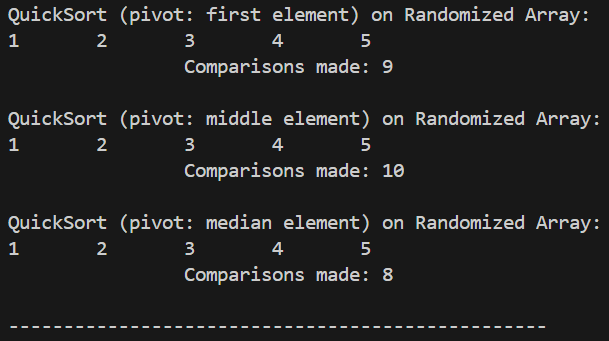 QuickSort (pivot: first element) on Randomized Array:
1 2 3 4 5
Comparisons made: 9
QuickSort (pivot: middle element) on Randomized Array:
1 2 3 4 5
Comparisons made: 10
QuickSort (pivot: median element) on Randomized Array:
1 2 3 4 5
Comparisons made: 8
-------------------------------------------------